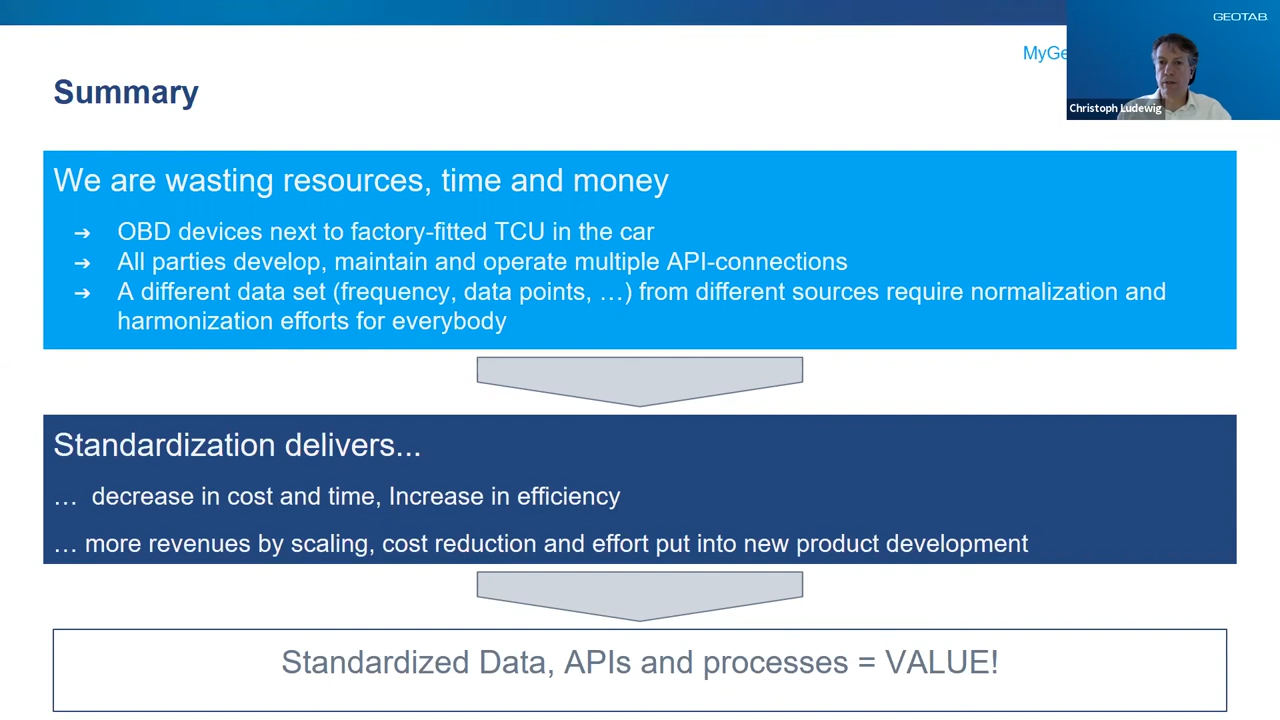 GEOTAB
MyGe
Summary
Christoph Ludewig
We are wasting resources, time and money
➔ OBD devices next to factory-fitted TCU in the car
➔ All parties develop, maintain and operate multiple API-connections
➔ A different data set (frequency, data points, …) from different sources require normalization and
harmonization efforts for everybody
Standardization delivers...
… decrease in cost and time, Increase in efficiency
… more revenues by scaling, cost reduction and effort put into new product development
Standardized Data, APIs and processes = VALUE!